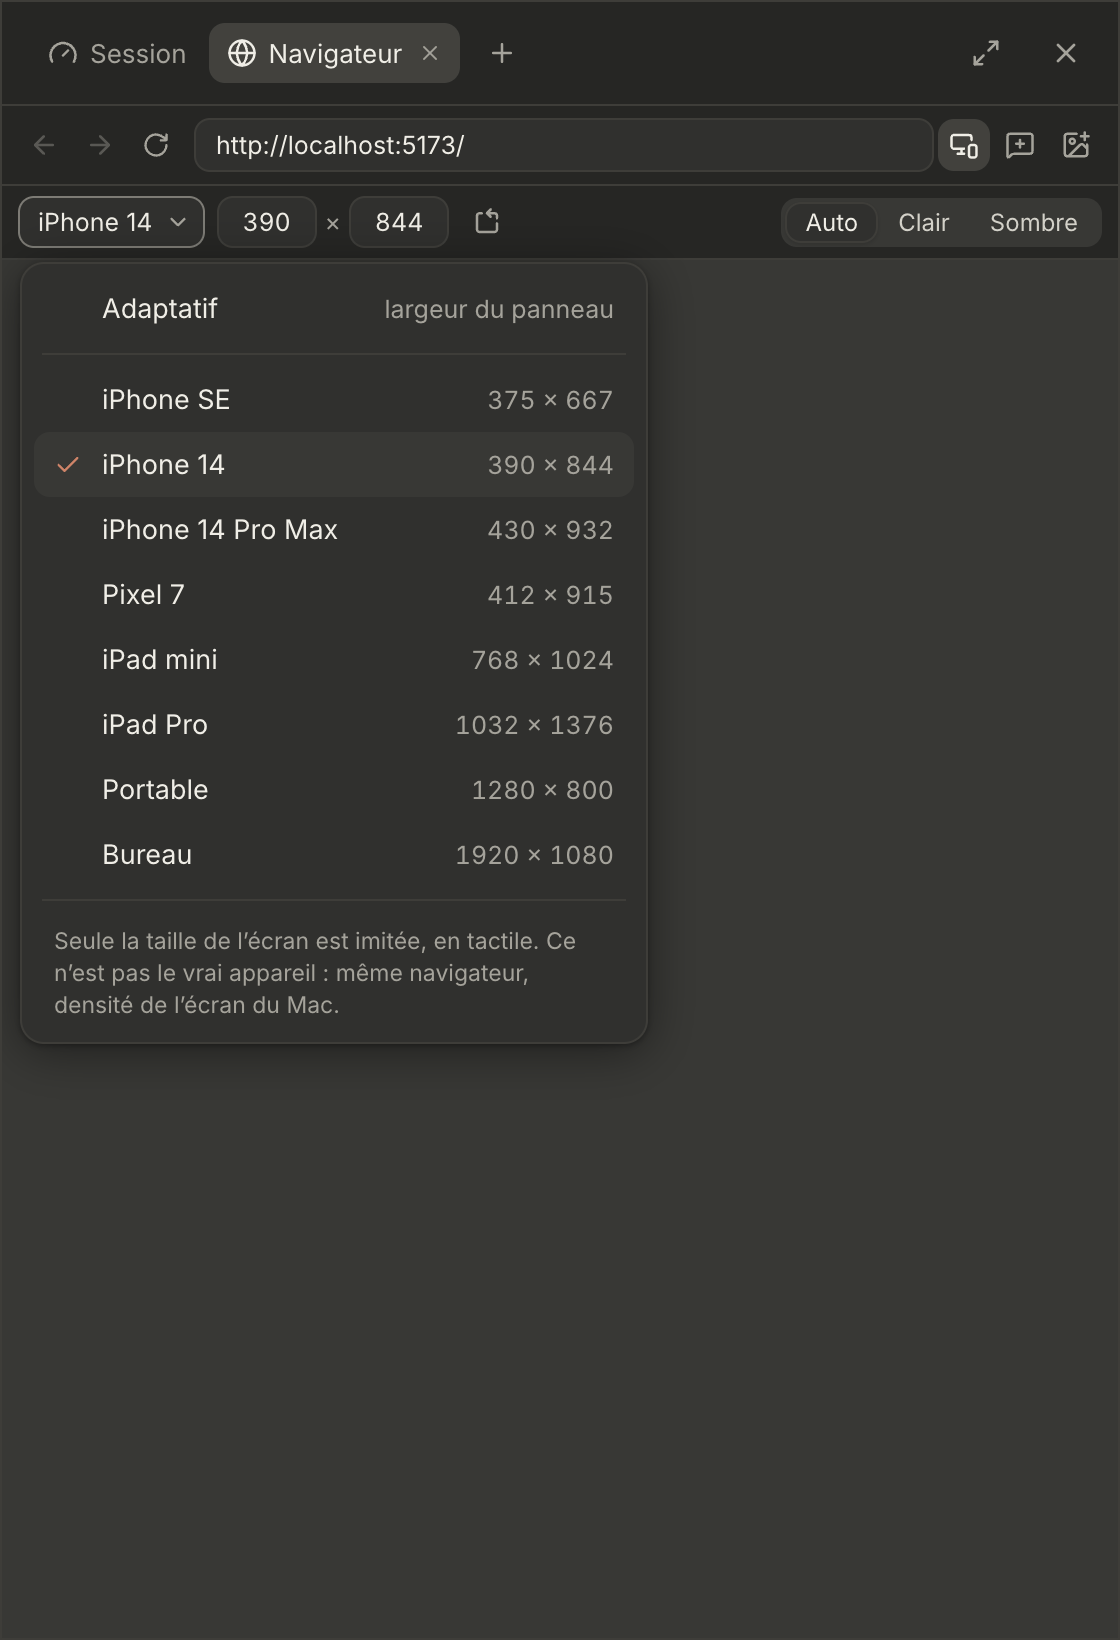 Session
Navigateur
http://localhost:5173/
iPhone 14 390 × 844
Auto Clair Sombre
Adaptatif largeur du panneau
iPhone SE 375 × 667
iPhone 14 390 × 844
iPhone 14 Pro Max 430 × 932
Pixel 7 412 × 915
iPad mini 768 × 1024
iPad Pro 1032 × 1376
Portable 1280 × 800
Bureau 1920 × 1080
Seule la taille de l’écran est imitée, en tactile. Ce
n’est pas le vrai appareil : même navigateur,
densité de l’écran du Mac.